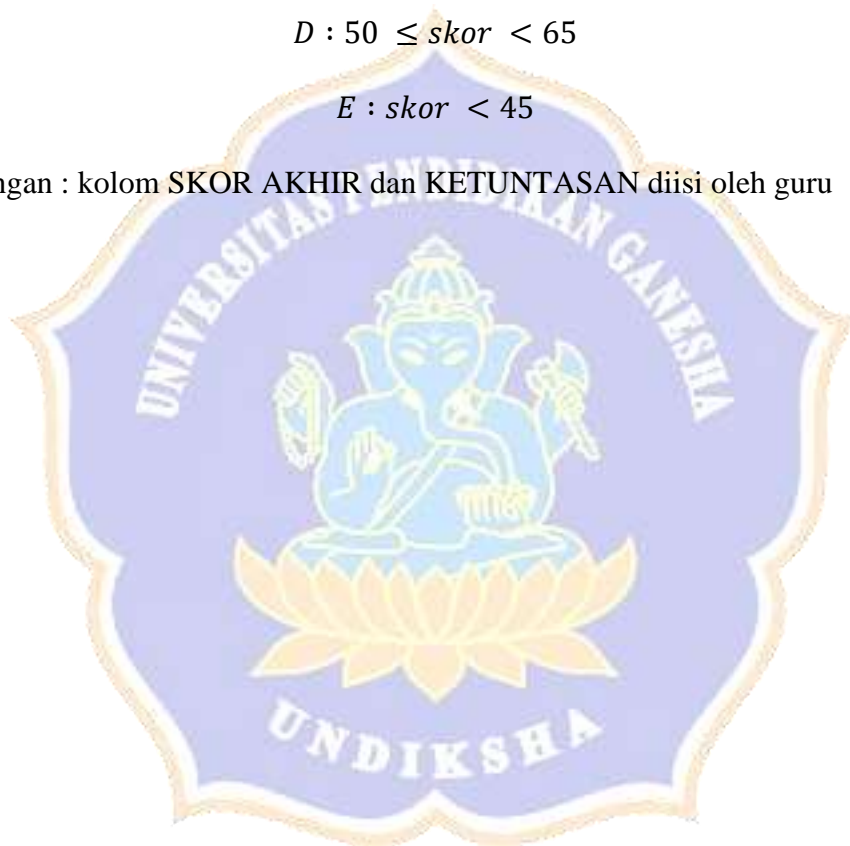 D : 50 ≤ skor < 65
E : skor < 45
ngan : kolom SKOR AKHIR dan KETUNTASAN diisi oleh guru
UNIVERSITAS PENDIDIKAN GANESHA
UNDIKSHA